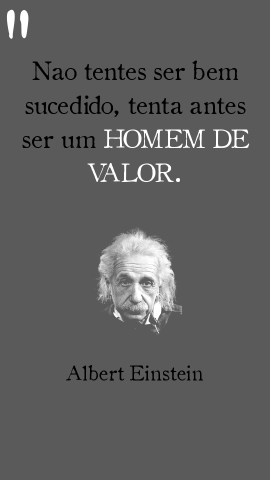 "
Nao tentes ser bem
sucedido, tenta antes
ser um HOMEM DE
VALOR.
Albert Einstein